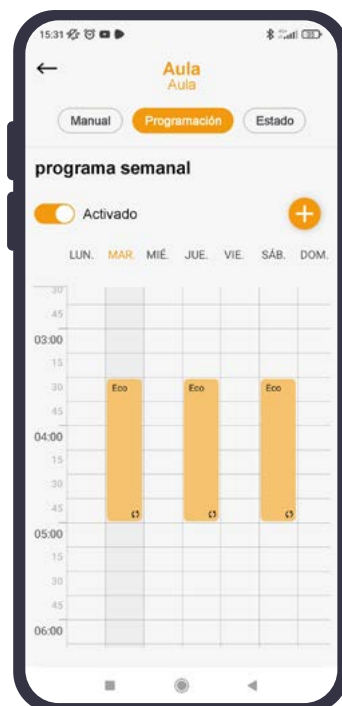 15:31
Aula
Aula
Manual Programación Estado
programa semanal
Activado
LUN. MAR. MIÉ. JUE. VIE. SÁB. DOM.
30
45
03:00
15
30 Eco Eco Eco
45
04:00
15
30
45
05:00
15
30
45
06:00